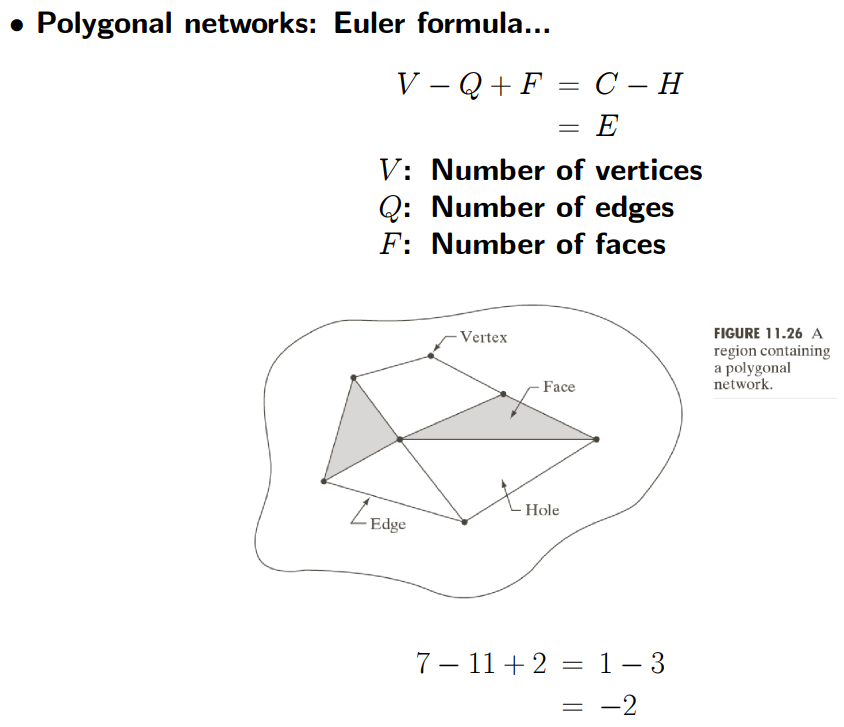 • Polygonal networks: Euler formula...
V − Q + F = C − H
= E
V: Number of vertices
Q: Number of edges
F: Number of faces
Vertex
Face
FIGURE 11.26 A
region containing
a polygonal
network.
Hole
Edge
7 − 11 + 2 = 1 − 3
= −2